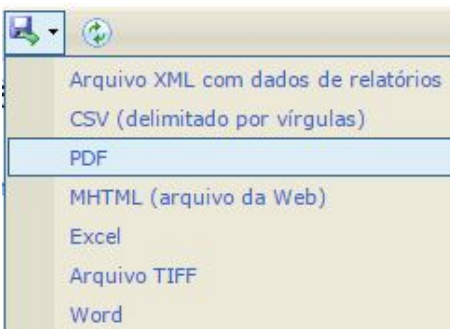 Arquivo XML com dados de relatórios
CSV (delimitado por vírgulas)
PDF
MHTML (arquivo da Web)
Excel
Arquivo TIFF
Word